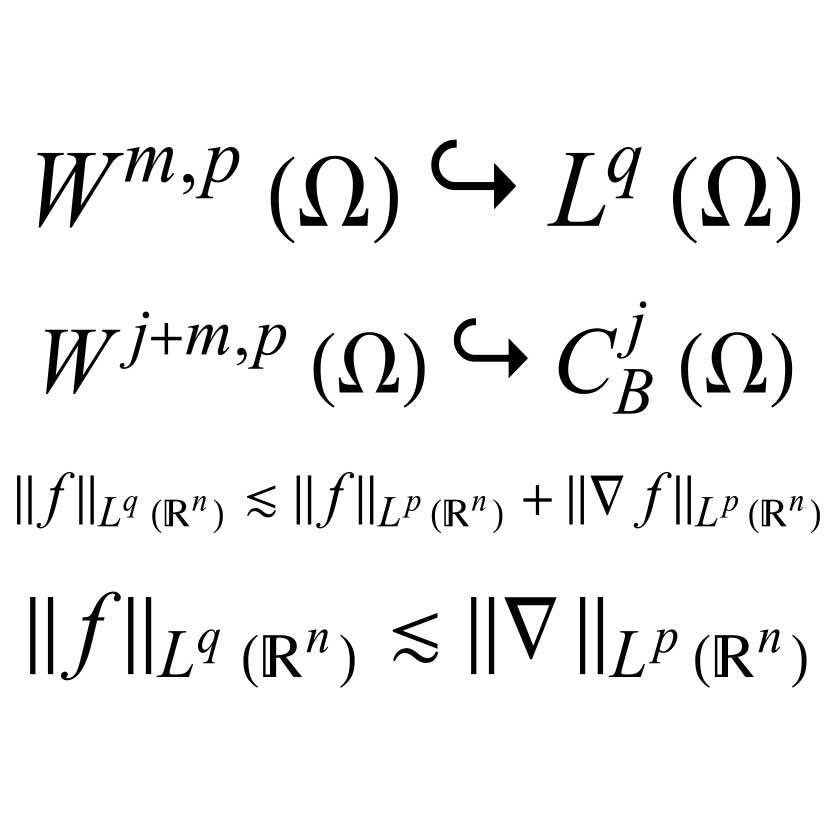 W^{m,p} (Ω) ↪ L^q (Ω)
W^{j+m,p} (Ω) ↪ C_B^j (Ω)
‖f‖_{L^q (ℝ^n)} ≲ ‖f‖_{L^p (ℝ^n)} + ‖∇ f‖_{L^p (ℝ^n)}
‖f‖_{L^q (ℝ^n)} ≲ ‖∇ ‖_{L^p (ℝ^n)}